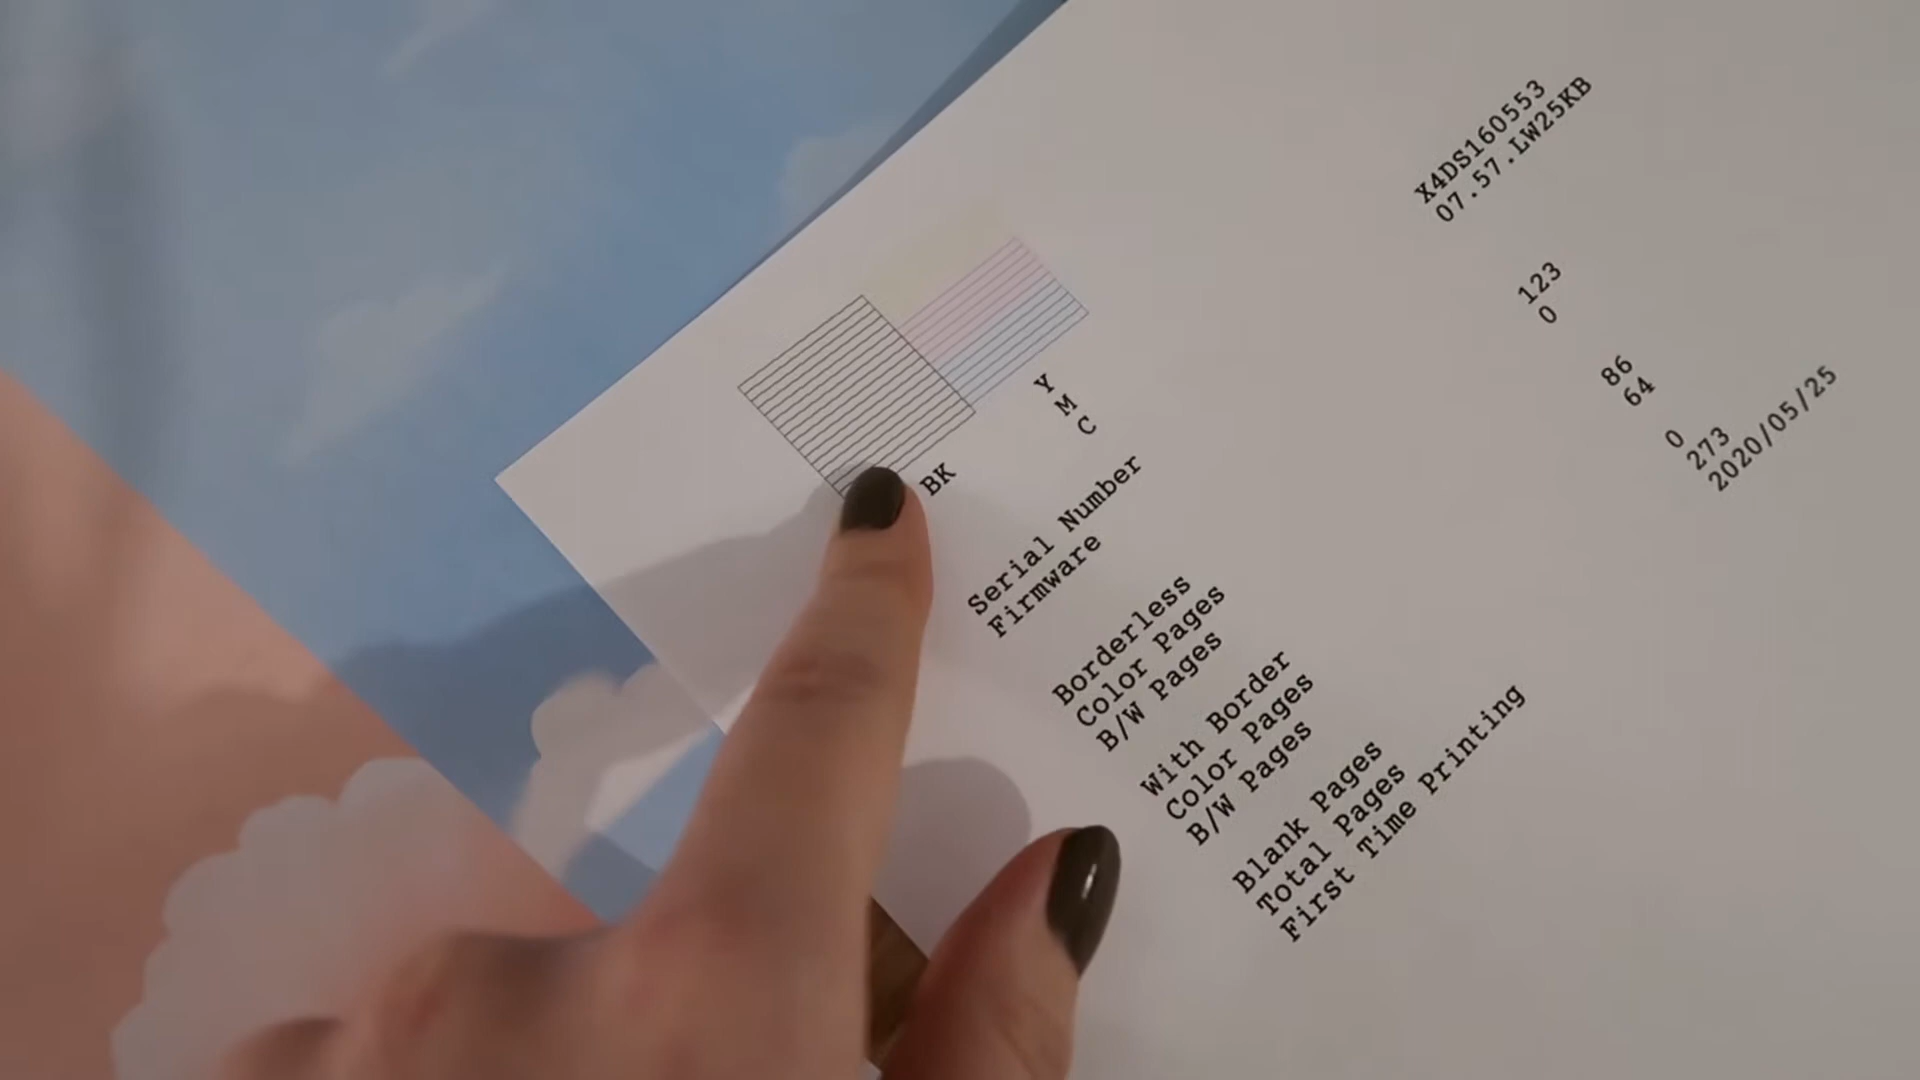 Y
M
C
BK
Serial Number X4DS160553
Firmware 07.57.LW25KB
Borderless
Color Pages 123
B/W Pages 0
With Border
Color Pages 86
B/W Pages 64
Blank Pages 0
Total Pages 273
First Time Printing 2020/05/25